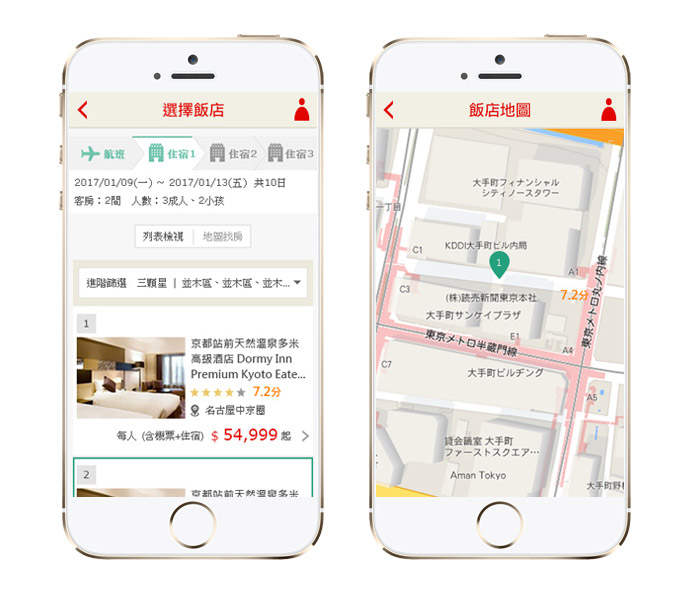 選擇飯店
航班
住宿1
住宿2
住宿3
2017/01/09(一) ~ 2017/01/13(五) 共10日
客房：2間 人數：3成人、2小孩
列表檢視
地圖找房
進階篩選 三顆星 | 並木區、並木區、並木...
1
京都站前天然溫泉多米
高級酒店 Dormy Inn
Premium Kyoto Eate...
7.2分
名古屋中京圈
每人 (含機票+住宿) $ 54,999 起
2
京都站前天然溫泉多米
飯店地圖
大手町フィナンシャル
シティノースタワー
丁目
C1
KDDI大手町ビル内局
1
A1
C3
7.2分
(株)読売新聞東京本社
大手町サンケイプラザ
東京メトロ丸ノ内線
東京メトロ半蔵門線
E1
A4
C7
大手町ビルヂング
A5
貸会議室 大手町
ファーストスクエア…
Aman Tokyo
大手町野村